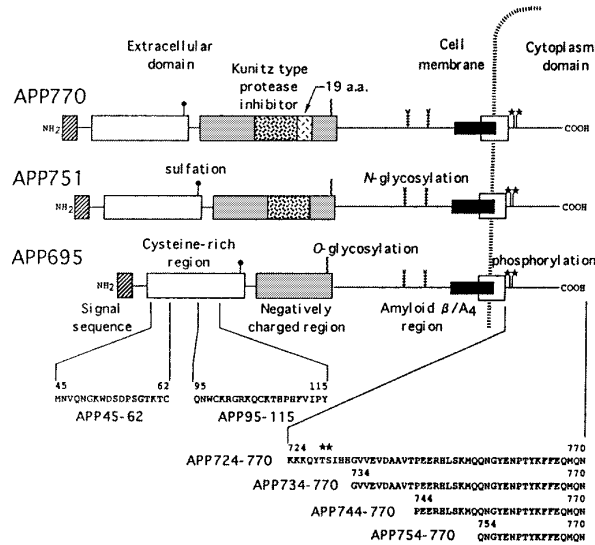 Extracellular domain
Cell membrane
Cytoplasm domain
Kunitz type protease inhibitor
19 a.a.
APP770
NH2
COOH
APP751
sulfation
N-glycosylation
NH2
COOH
APP695
Cysteine-rich region
O-glycosylation
phosphorylation
NH2
COOH
Signal sequence
Negatively charged region
Amyloid β/A4 region
45 62
MNVQNGKWDSDPSGTKTC
APP45-62
95 115
QNWCKRGRKQCKTHPHFVIPY
APP95-115
724 ★★ 770
APP724-770 KKKQYTSIHHGVVEVDAAVTPEERHLSKMQQNGYENPTYKFFEQMQN
734 770
APP734-770 GVVEVDAAVTPEERHLSKMQQNGYENPTYKFFEQMQN
744 770
APP744-770 PEERHLSKMQQNGYENPTYKFFEQMQN
754 770
APP754-770 QNGYENPTYKFFEQMQN